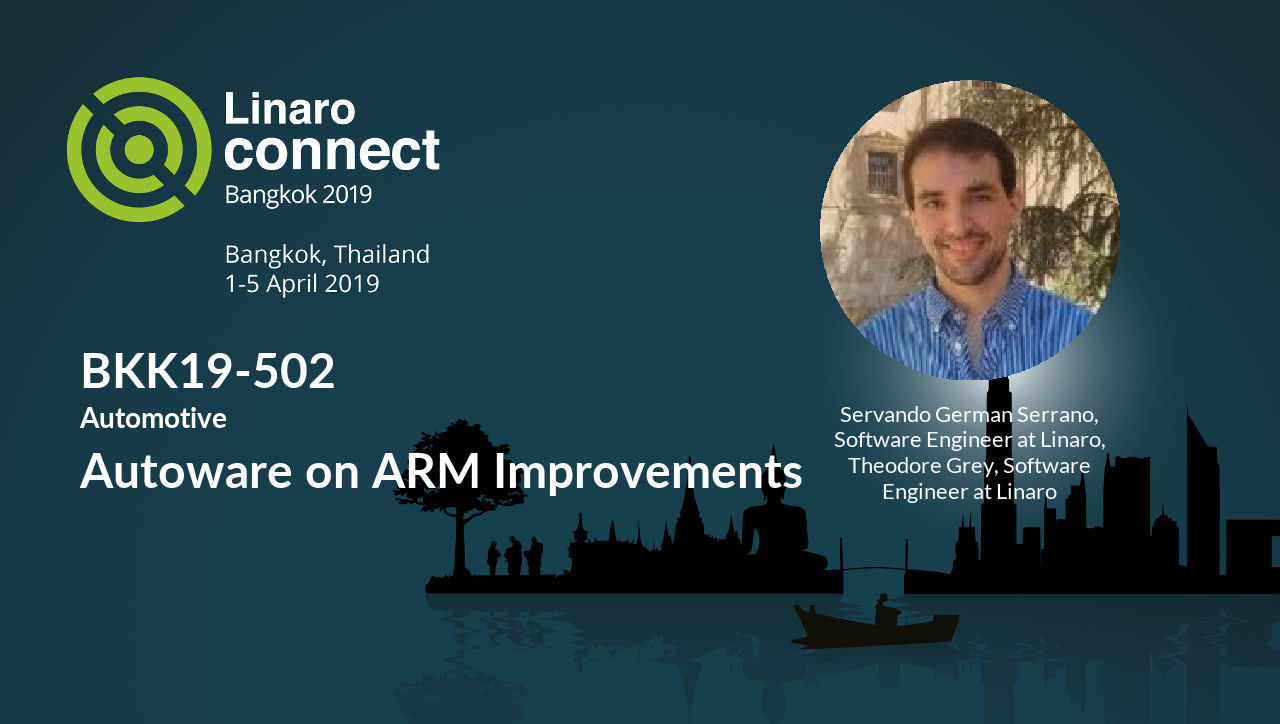 Linaro
connect
Bangkok 2019
Bangkok, Thailand
1-5 April 2019
BKK19-502
Automotive
Autoware on ARM Improvements
Servando German Serrano,
Software Engineer at Linaro,
Theodore Grey, Software
Engineer at Linaro